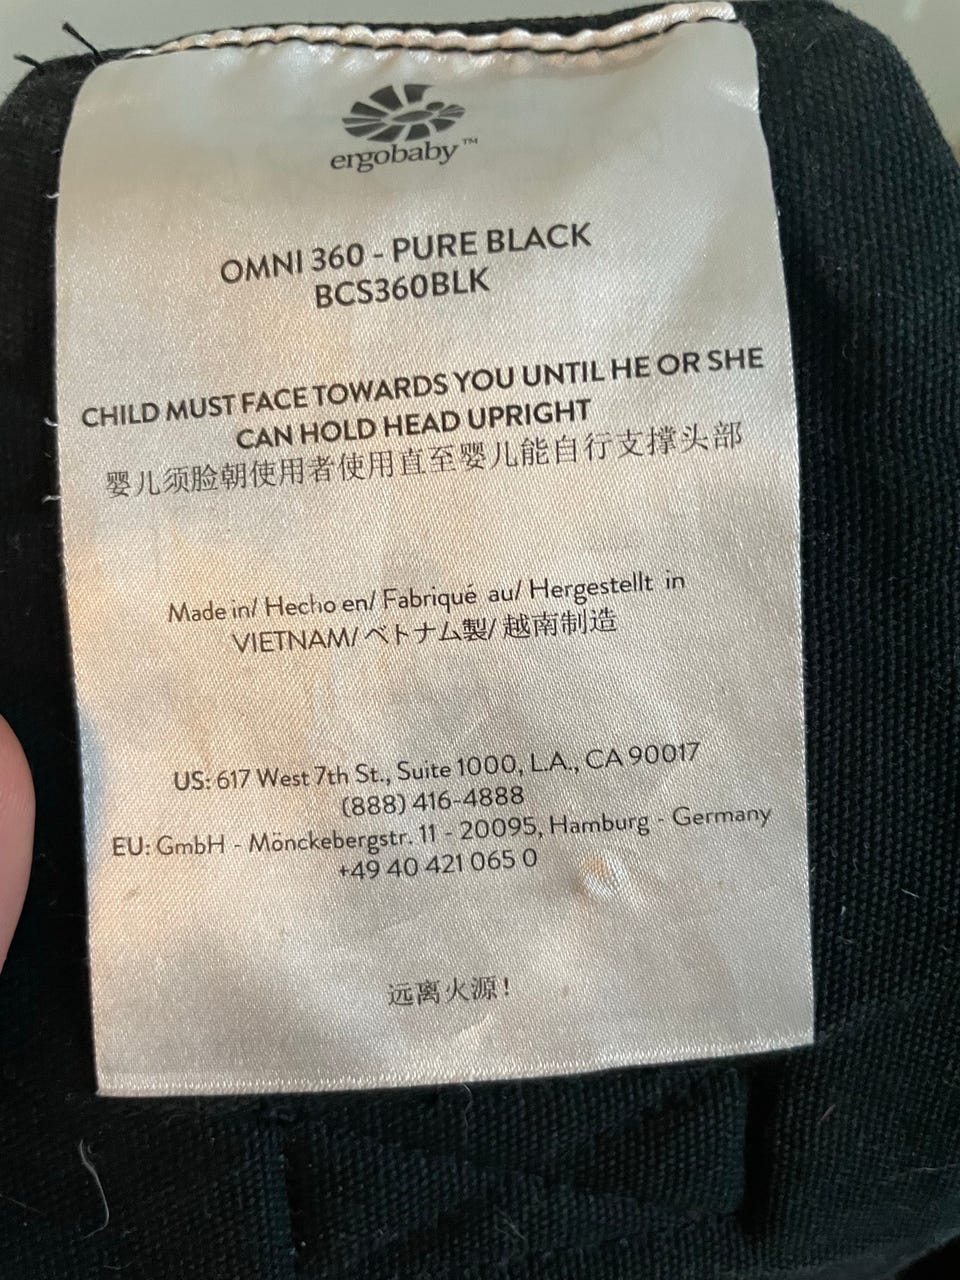 ergobaby™
OMNI 360 - PURE BLACK
BCS360BLK
CHILD MUST FACE TOWARDS YOU UNTIL HE OR SHE
CAN HOLD HEAD UPRIGHT
婴儿须脸朝使用者使用直至婴儿能自行支撑头部
Made in/ Hecho en/ Fabriqué au/ Hergestellt in
VIETNAM/ ベトナム製/ 越南制造
US: 617 West 7th St., Suite 1000, L.A., CA 90017
(888) 416-4888
EU: GmbH - Mönckebergstr. 11 - 20095, Hamburg - Germany
+49 40 421 065 0
远离火源!